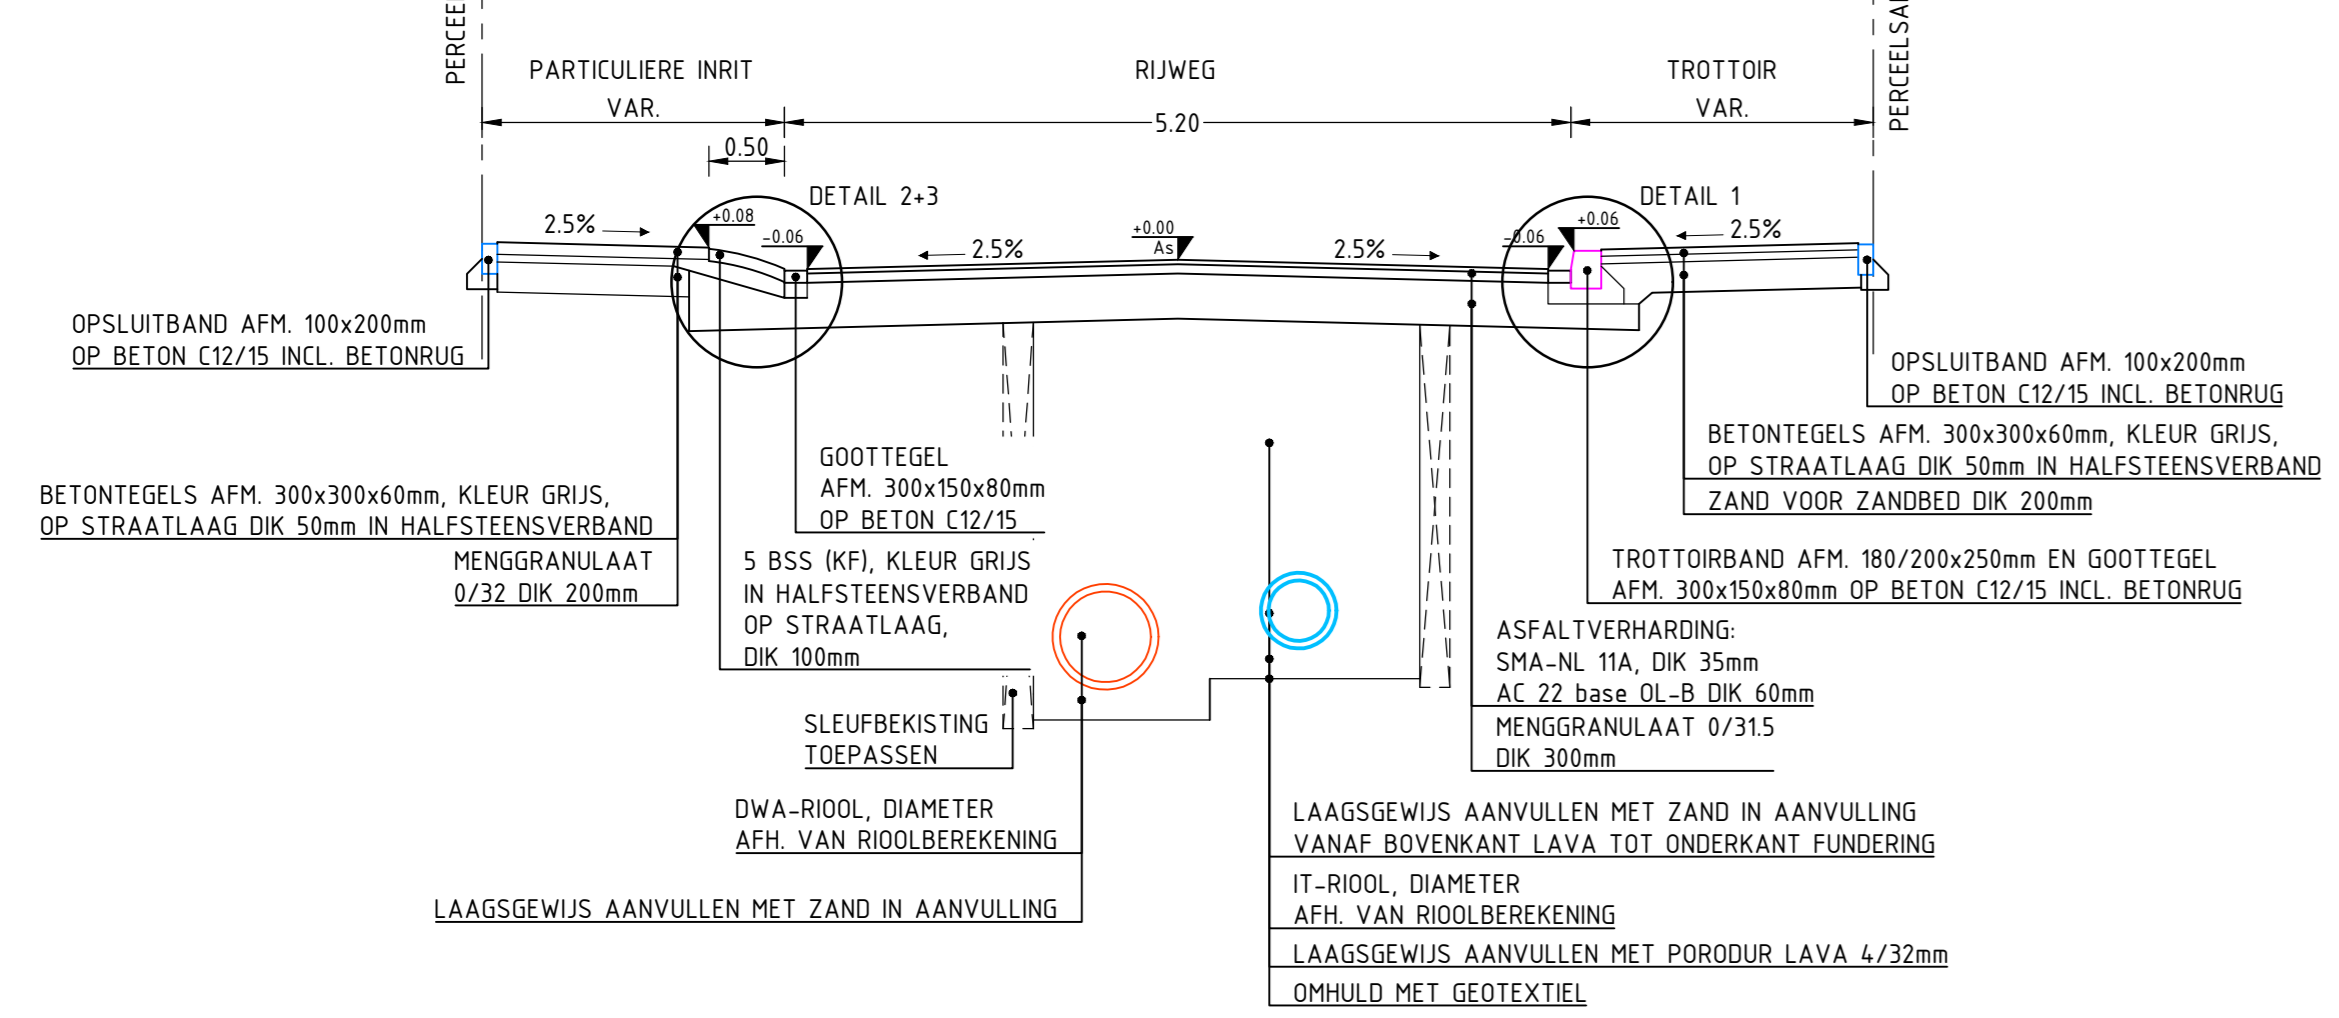 PARTICULIERE INRIT
VAR.
RIJWEG
5.20
TROTTOIR
VAR.
0.50
DETAIL 2+3
DETAIL 1
2.5%
+0.08
-0.06
2.5%
+0.00
As
2.5%
-0.06
+0.06
2.5%
OPSLUITBAND AFM. 100x200mm
OP BETON C12/15 INCL. BETONRUG
OPSLUITBAND AFM. 100x200mm
OP BETON C12/15 INCL. BETONRUG
BETONTEGELS AFM. 300x300x60mm, KLEUR GRIJS,
OP STRAATLAAG DIK 50mm IN HALFSTEENSVERBAND
ZAND VOOR ZANDBED DIK 200mm
GOOTTEGEL
AFM. 300x150x80mm
OP BETON C12/15
BETONTEGELS AFM. 300x300x60mm, KLEUR GRIJS,
OP STRAATLAAG DIK 50mm IN HALFSTEENSVERBAND
MENGGRANULAAT
0/32 DIK 200mm
5 BSS (KF), KLEUR GRIJS
IN HALFSTEENSVERBAND
OP STRAATLAAG,
DIK 100mm
TROTTOIRBAND AFM. 180/200x250mm EN GOOTTEGEL
AFM. 300x150x80mm OP BETON C12/15 INCL. BETONRUG
ASFALTVERHARDING:
SMA-NL 11A, DIK 35mm
AC 22 base OL-B DIK 60mm
MENGGRANULAAT 0/31.5
DIK 300mm
SLEUFBEKISTING
TOEPASSEN
DWA-RIOOL, DIAMETER
AFH. VAN RIOOLBEREKENING
LAAGSGEWIJS AANVULLEN MET ZAND IN AANVULLING
LAAGSGEWIJS AANVULLEN MET ZAND IN AANVULLING
VANAF BOVENKANT LAVA TOT ONDERKANT FUNDERING
IT-RIOOL, DIAMETER
AFH. VAN RIOOLBEREKENING
LAAGSGEWIJS AANVULLEN MET PORODUR LAVA 4/32mm
OMHULD MET GEOTEXTIEL